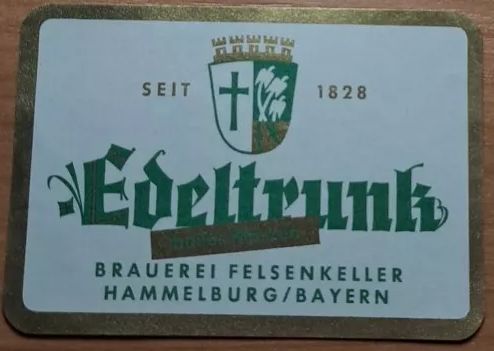 SEIT 1828
Edeltrunk
BRAUEREI FELSENKELLER
HAMMELBURG/BAYERN